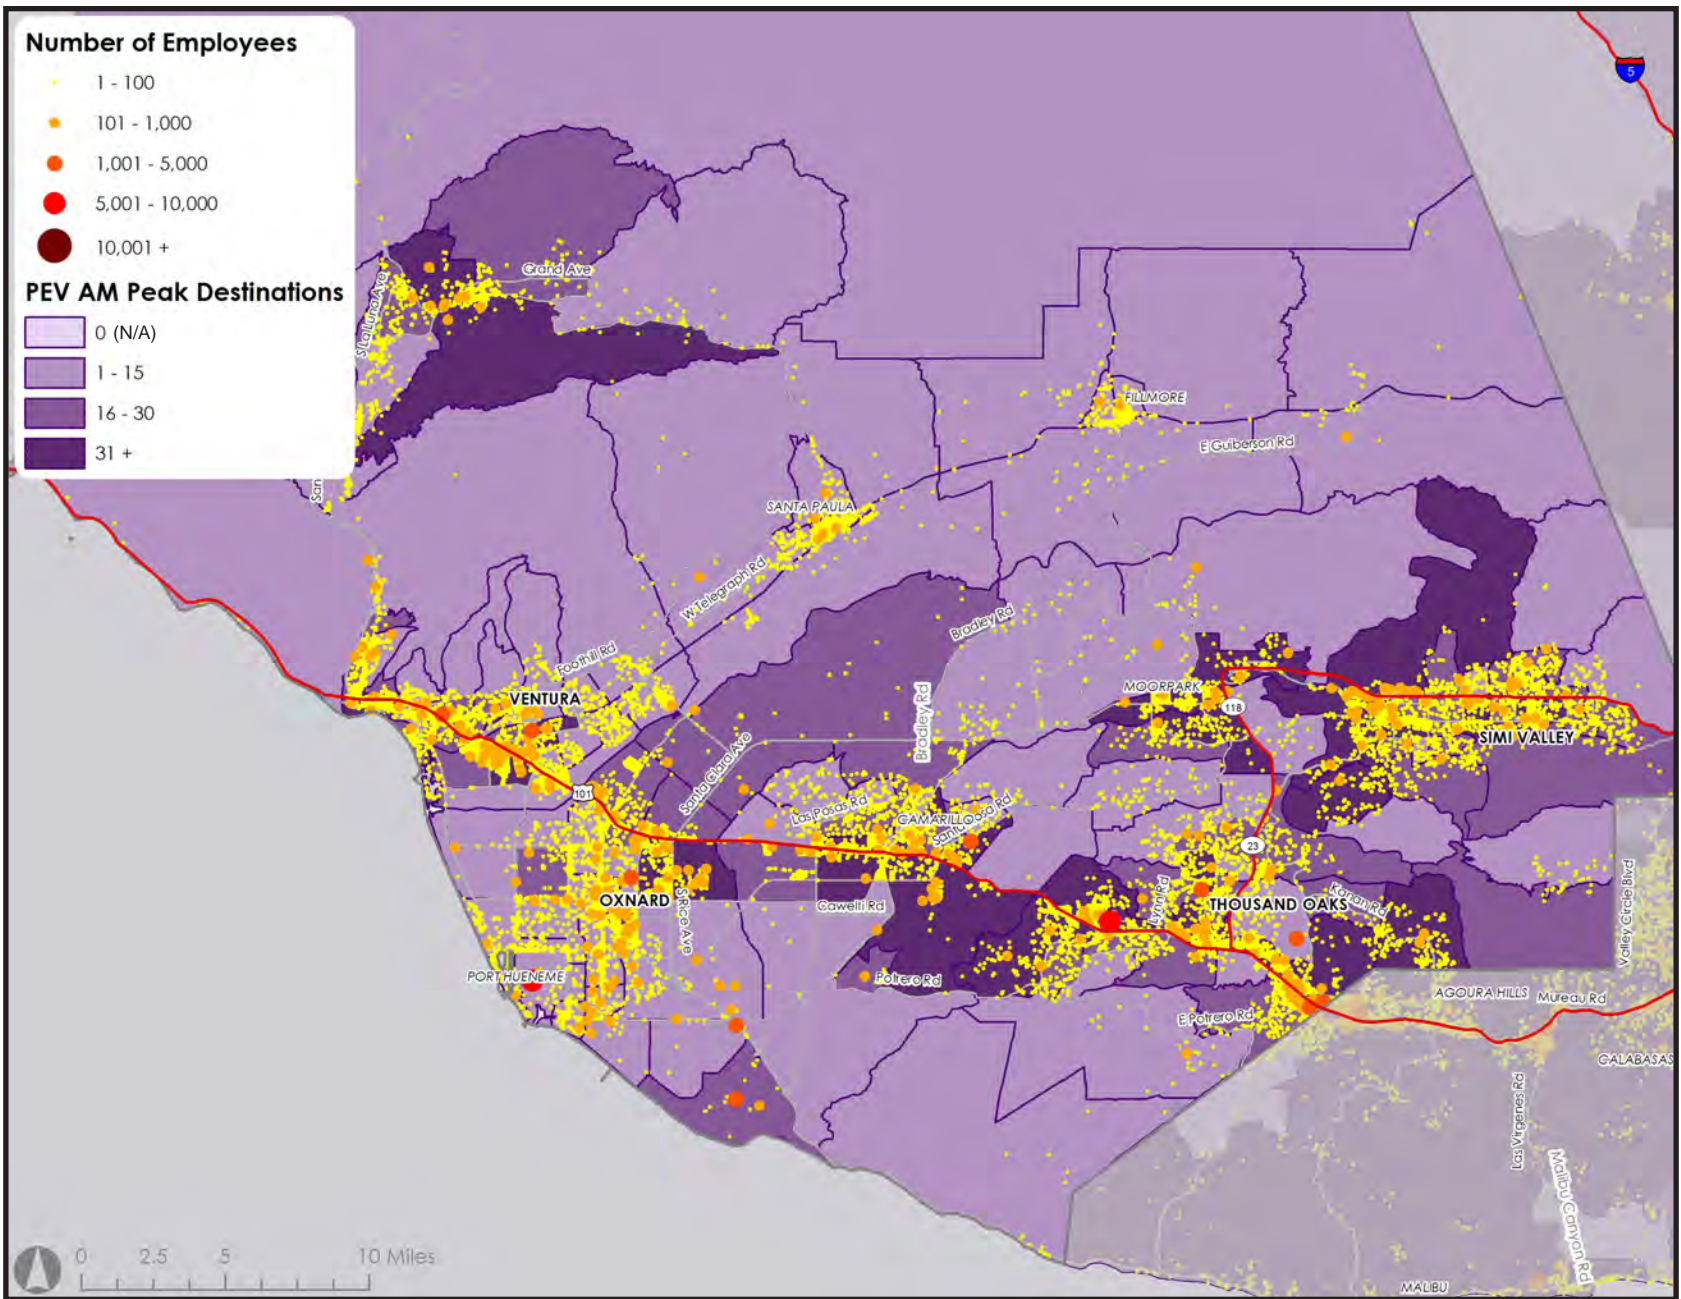 Number of Employees
1 - 100
101 - 1,000
1,001 - 5,000
5,001 - 10,000
10,001 +
PEV AM Peak Destinations
0 (N/A)
1 - 15
16 - 30
31 +
5
Grand Ave
S La Luna Ave
San
FILLMORE
E Guiberson Rd
SANTA PAULA
W Telegraph Rd
Bradley Rd
Foothill Rd
VENTURA
MOORPARK
118
Bradley Rd
SIMI VALLEY
Santa Clara Ave
101
Las Posas Rd
CAMARILLO
Santa Rosa Rd
23
OXNARD
S Rice Ave
Cawelti Rd
Lynn Rd
THOUSAND OAKS
Kanan Rd
Valley Circle Blvd
PORT HUENEME
Potrero Rd
AGOURA HILLS
Mureau Rd
E Potrero Rd
CALABASAS
Las Virgenes Rd
Malibu Canyon Rd
MALIBU
0 2.5 5 10 Miles